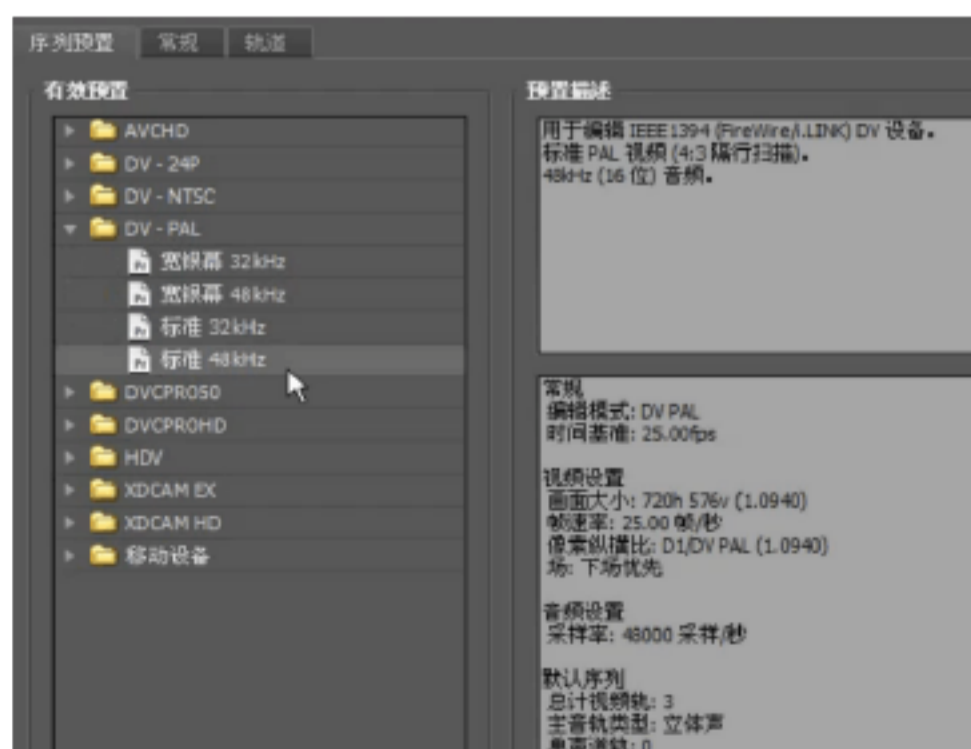 序列预置 常规 轨道
有效预置
AVCHD
DV - 24P
DV - NTSC
DV - PAL
宽银幕 32kHz
宽银幕 48kHz
标准 32kHz
标准 48kHz
DVCPRO50
DVCPROHD
HDV
XDCAM EX
XDCAM HD
移动设备
预置描述
用于编辑 IEEE1394 (FireWire/i.LINK) DV 设备。
标准 PAL 视频 (4:3 隔行扫描)。
48kHz (16 位) 音频。
常规
编辑模式: DV PAL
时间基准: 25.00fps
视频设置
画面大小: 720h 576v (1.0940)
帧速率: 25.00 帧/秒
像素纵横比: D1/DV PAL (1.0940)
场: 下场优先
音频设置
采样率: 48000 采样/秒
默认序列
总计视频轨: 3
主音轨类型: 立体声
单声道轨: 0